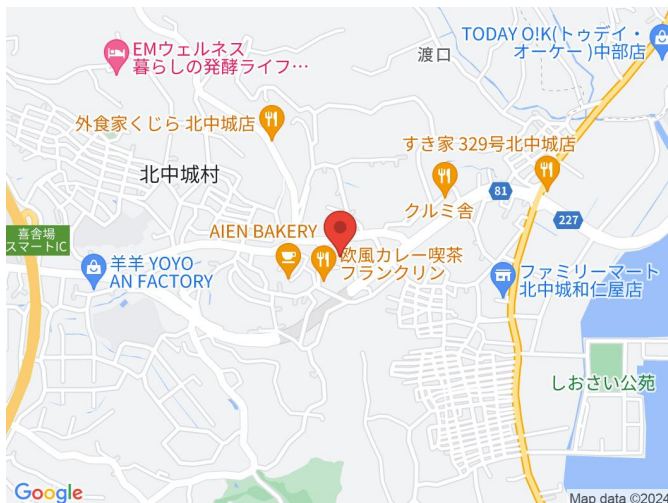 EMウェルネス
暮らしの発酵ライフ…
TODAY O!K(トゥデイ・
オーケー )中部店
渡口
外食家くじら 北中城店
すき家 329号北中城店
北中城村
クルミ舎
81
227
喜舎場
スマートIC
AIEN BAKERY
羊羊 YOYO
AN FACTORY
欧風カレー喫茶
フランクリン
ファミリーマート
北中城和仁屋店
しおさい公苑
Google
Map data ©2024